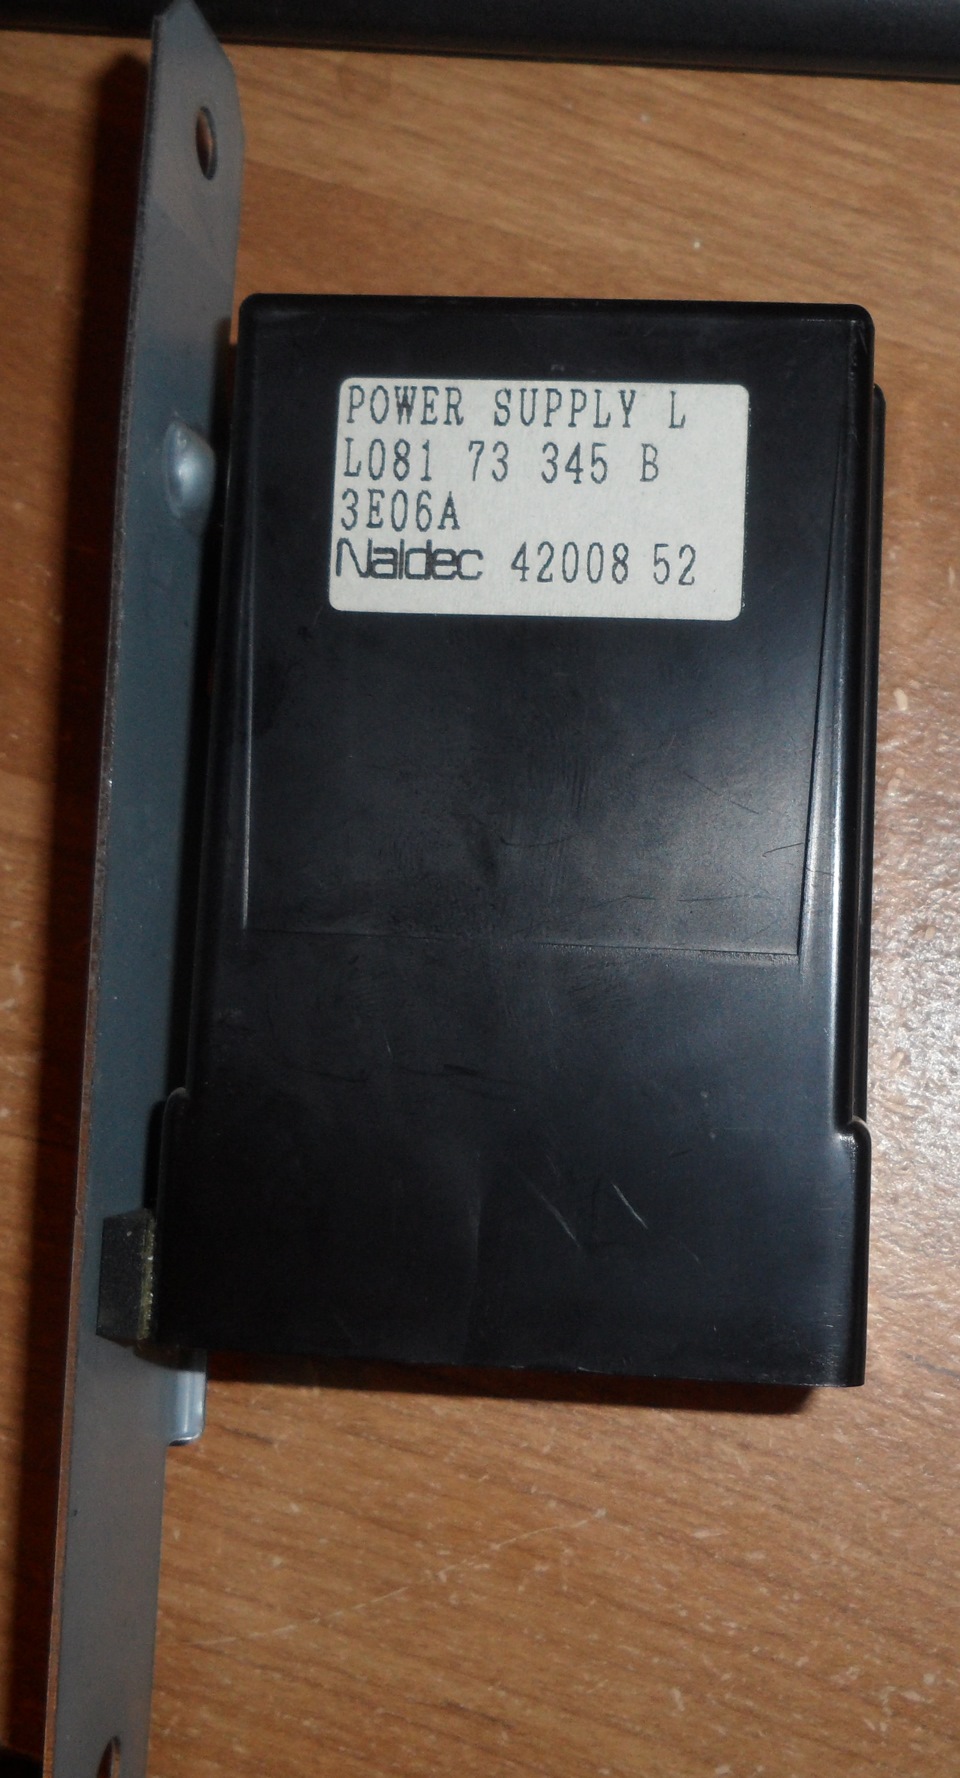 POWER SUPPLY L
L081 73 345 B
3E06A
Naldec 42008 52